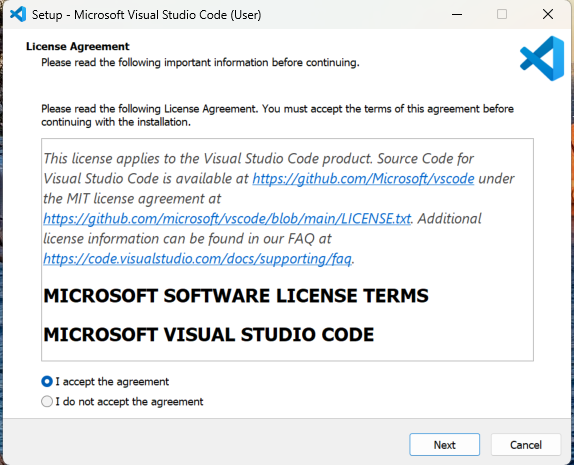 Setup - Microsoft Visual Studio Code (User)
License Agreement
Please read the following important information before continuing.
Please read the following License Agreement. You must accept the terms of this agreement before
continuing with the installation.
This license applies to the Visual Studio Code product. Source Code for
Visual Studio Code is available at https://github.com/Microsoft/vscode under
the MIT license agreement at
https://github.com/microsoft/vscode/blob/main/LICENSE.txt. Additional
license information can be found in our FAQ at
https://code.visualstudio.com/docs/supporting/faq.
MICROSOFT SOFTWARE LICENSE TERMS
MICROSOFT VISUAL STUDIO CODE
I accept the agreement
I do not accept the agreement
Next Cancel